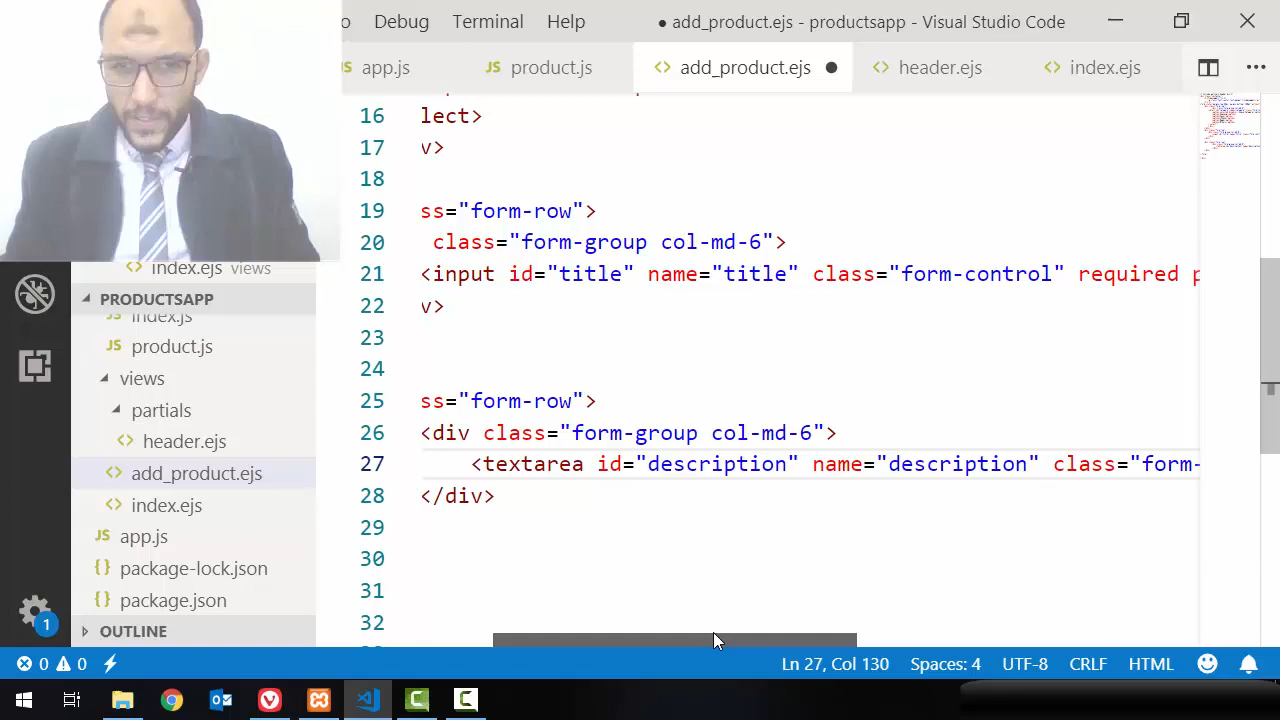 Debug Terminal Help ● add_product.ejs - productsapp - Visual Studio Code
<> app.js JS product.js <> add_product.ejs ● <> header.ejs <> index.ejs
16 lect>
17 v>
18
19 ss="form-row">
20 class="form-group col-md-6">
21 <input id="title" name="title" class="form-control" required p
22 v>
23
24
25 ss="form-row">
26 <div class="form-group col-md-6">
27 <textarea id="description" name="description" class="form-
28 </div>
29
30
31
32
<> index.ejs views
PRODUCTSAPP
JS index.js
JS product.js
views
partials
<> header.ejs
<> add_product.ejs
<> index.ejs
JS app.js
{} package-lock.json
{} package.json
OUTLINE
1
0 0 Ln 27, Col 130 Spaces: 4 UTF-8 CRLF HTML